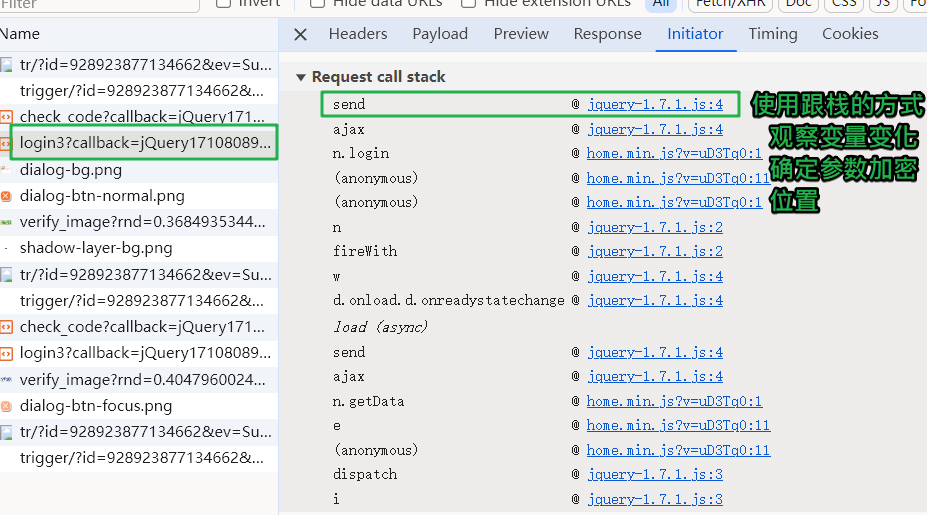 Filter
Invert
Hide data URLs
Hide extension URLs
All
Fetch/XHR
Doc
CSS
JS
Fo
Name
Headers
Payload
Preview
Response
Initiator
Timing
Cookies
tr/?id=928923877134662&ev=Su...
trigger/?id=928923877134662&...
check_code?callback=jQuery171...
login3?callback=jQuery17108089...
dialog-bg.png
dialog-btn-normal.png
verify_image?rnd=0.3684935344...
shadow-layer-bg.png
tr/?id=928923877134662&ev=Su...
trigger/?id=928923877134662&...
check_code?callback=jQuery171...
login3?callback=jQuery17108089...
verify_image?rnd=0.4047960024...
dialog-btn-focus.png
tr/?id=928923877134662&ev=Su...
trigger/?id=928923877134662&...
Request call stack
send @ jquery-1.7.1.js:4
ajax @ jquery-1.7.1.js:4
n.login @ home.min.js?v=uD3Tq0:1
(anonymous) @ home.min.js?v=uD3Tq0:11
(anonymous) @ home.min.js?v=uD3Tq0:1
n @ jquery-1.7.1.js:2
fireWith @ jquery-1.7.1.js:2
w @ jquery-1.7.1.js:4
d.onload.d.onreadystatechange @ jquery-1.7.1.js:4
load (async)
send @ jquery-1.7.1.js:4
ajax @ jquery-1.7.1.js:4
n.getData @ home.min.js?v=uD3Tq0:1
e @ home.min.js?v=uD3Tq0:11
(anonymous) @ home.min.js?v=uD3Tq0:11
dispatch @ jquery-1.7.1.js:3
i @ jquery-1.7.1.js:3
使用跟栈的方式
观察变量变化
确定参数加密
位置